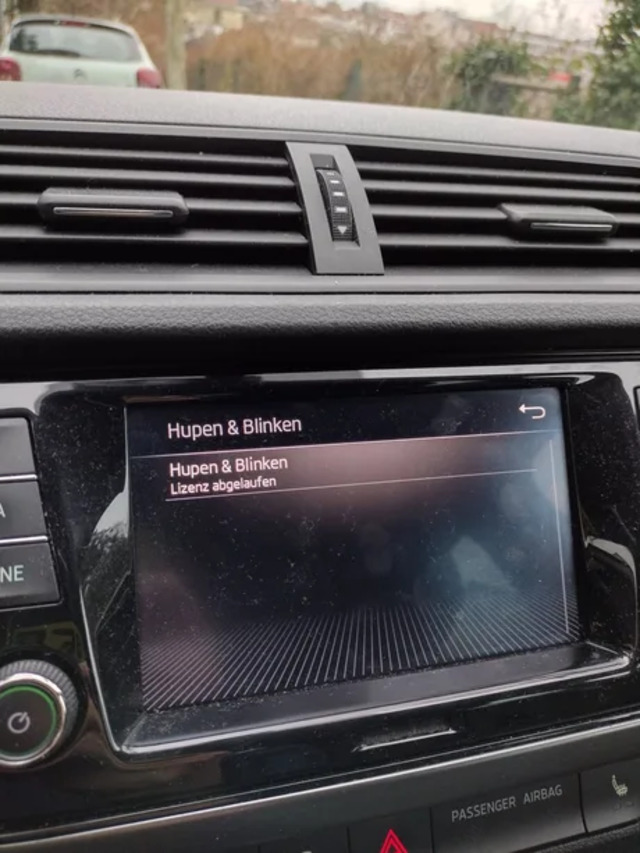 Hupen & Blinken
Hupen & Blinken
Lizenz abgelaufen
A
NE
PASSENGER AIRBAG